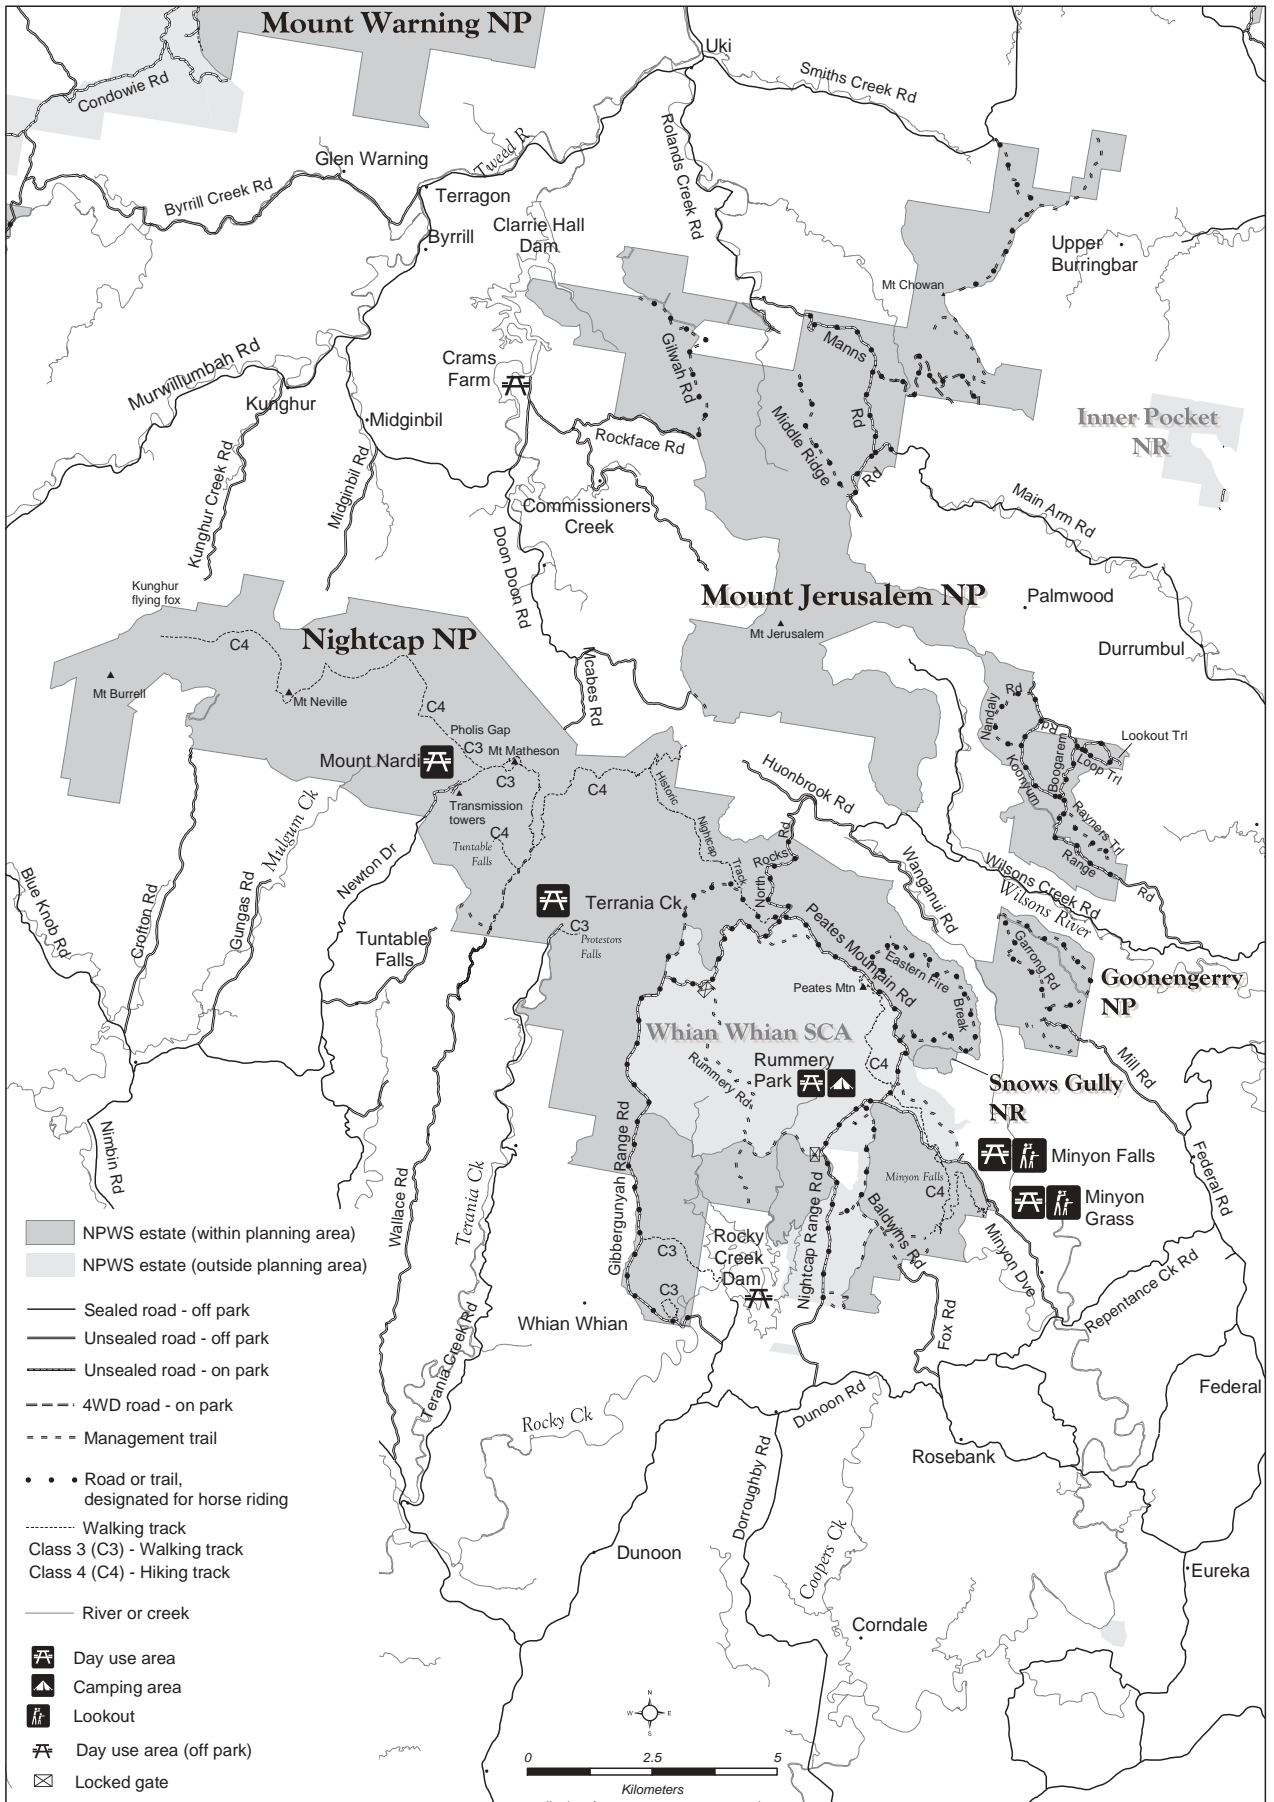 Mount Warning NP
Uki
Condowie Rd
Smiths Creek Rd
Tweed R
Rolands Creek Rd
Glen Warning
Byrrill Creek Rd
Terragon
Clarrie Hall
Dam
Byrrill
Upper
Burringbar
Mt Chowan
Murwillumbah Rd
Crams
Farm
Gilwah Rd
Manns
Rd
Kunghur
Midginbil
Middle Ridge
Rd
Inner Pocket
NR
Rockface Rd
Kunghur Creek Rd
Midginbil Rd
Commissioners
Creek
Main Arm Rd
Doon Doon Rd
Kunghur
flying fox
Mount Jerusalem NP
Palmwood
Mt Jerusalem
Nightcap NP
C4
Durrumbul
Mcabes Rd
Mt Burrell
Mt Neville
C4
Nandaly
Rd
Rd
Lookout Trl
Pholis Gap
C3
Mt Matheson
Mount Nardi
C3
Boogarem
Loop Trl
Koonyum
Huonbrook Rd
C4
Historic
Transmission
towers
Rayners Trl
C4
Tuntable
Falls
Nightcap
Mulgum Ck
Rd
Rocks
North
Track
Range
Rd
Newton Dr
Wanganui Rd
Wilsons Creek Rd
Wilsons River
Blue Knob Rd
Crofton Rd
Gungas Rd
Terrania Ck
C3
Protestors
Falls
Tuntable
Falls
Peates Mountain Rd
Eastern Fire
Break
Garrong Rd
Goonengerry
NP
Peates Mtn
Whian Whian SCA
Rummery
Park
C4
Rummery Rd
Snows Gully
NR
Mill Rd
Nimbin Rd
Gibbergunyah Range Rd
Minyon Falls
Federal Rd
Wallace Rd
Terania Ck
Minyon Falls
C4
Minyon
Grass
NPWS estate (within planning area)
Nightcap Range Rd
Baldwins Rd
Minyon Dve
NPWS estate (outside planning area)
C3
Rocky
Creek
Dam
C3
Repentance Ck Rd
Sealed road - off park
Whian Whian
Fox Rd
Unsealed road - off park
Terania Creek Rd
Unsealed road - on park
Federal
4WD road - on park
Dunoon Rd
Rocky Ck
Management trail
Rosebank
Road or trail,
designated for horse riding
Dorroughby Rd
Walking track
Class 3 (C3) - Walking track
Class 4 (C4) - Hiking track
Dunoon
Coopers Ck
Eureka
River or creek
Corndale
Day use area
Camping area
Lookout
Day use area (off park)
Locked gate
N
W
E
S
0
2.5
5
Kilometers